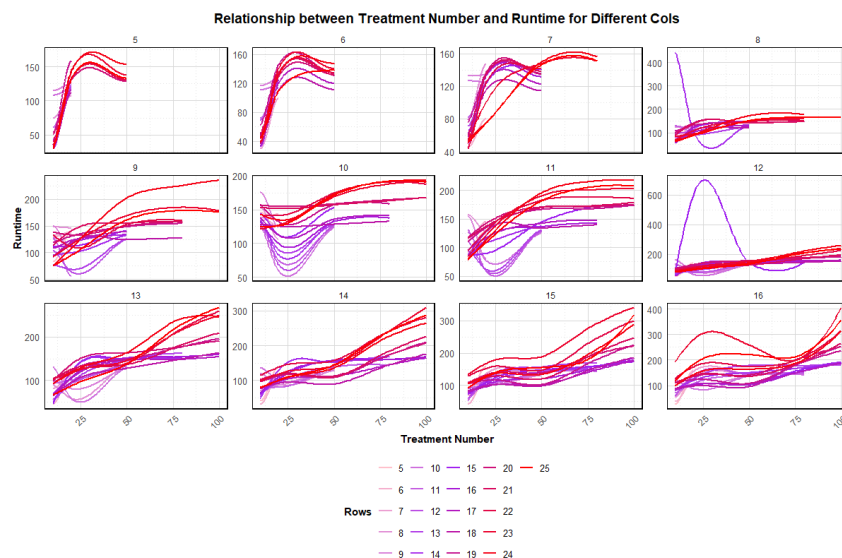 Relationship between Treatment Number and Runtime for Different Cols
5 6 7 8
150 100 50
160 120 80 40
160 120 80 40
400 300 200 100
9 10 11 12
200 150 100 50
200 150 100 50
200 150 100 50
600 400 200
13 14 15 16
200 100
300 200 100
300 200 100
400 300 200 100
25 50 75 100
25 50 75 100
25 50 75 100
25 50 75 100
Runtime
Treatment Number
Rows
5 10 15 20 25
6 11 16 21
7 12 17 22
8 13 18 23
9 14 19 24